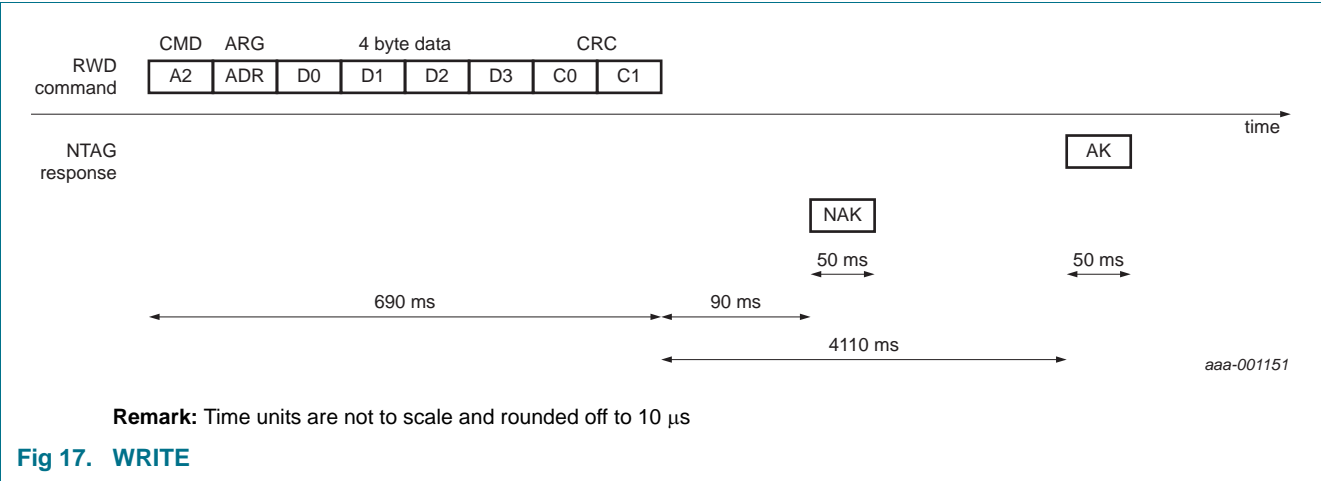 CMD ARG 4 byte data CRC
RWD command A2 ADR D0 D1 D2 D3 C0 C1
time
NTAG response AK
NAK
50 ms 50 ms
690 ms 90 ms
4110 ms
aaa-001151
Remark: Time units are not to scale and rounded off to 10 μs
Fig 17. WRITE